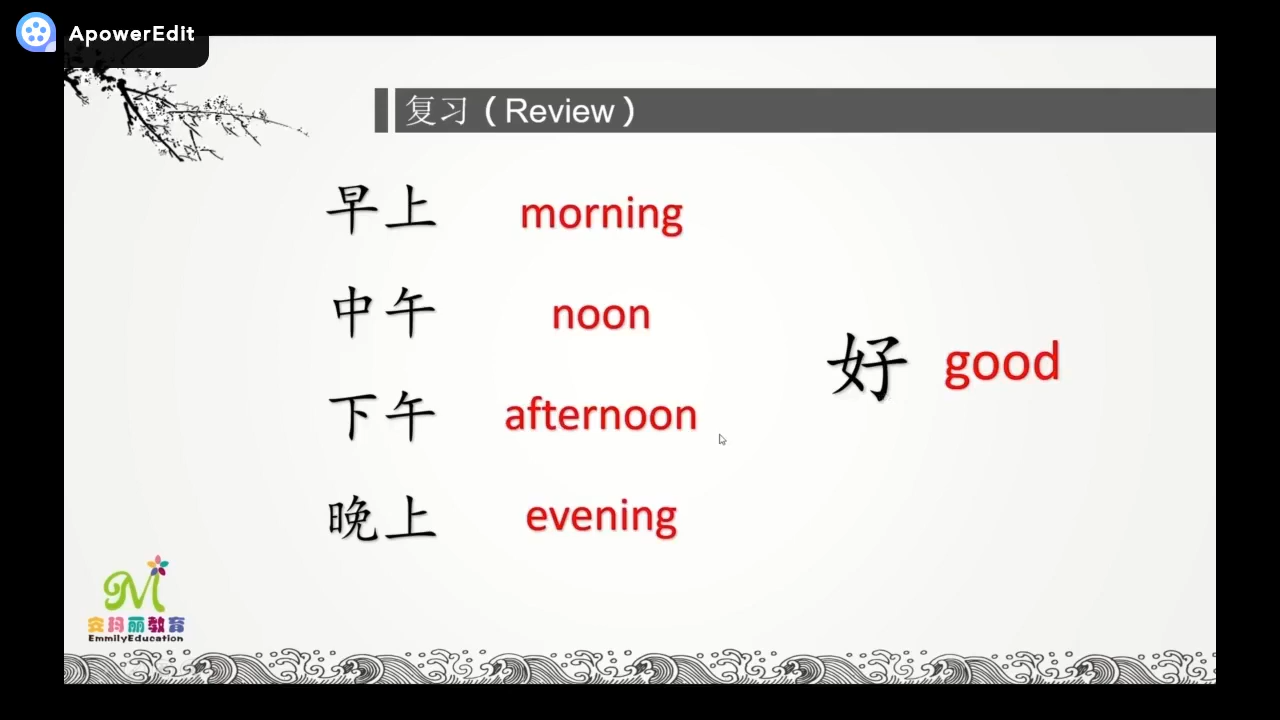 ApowerEdit
复习（Review）
早上 morning
中午 noon
下午 afternoon
晚上 evening
好 good
安玛丽教育
EmmilyEducation